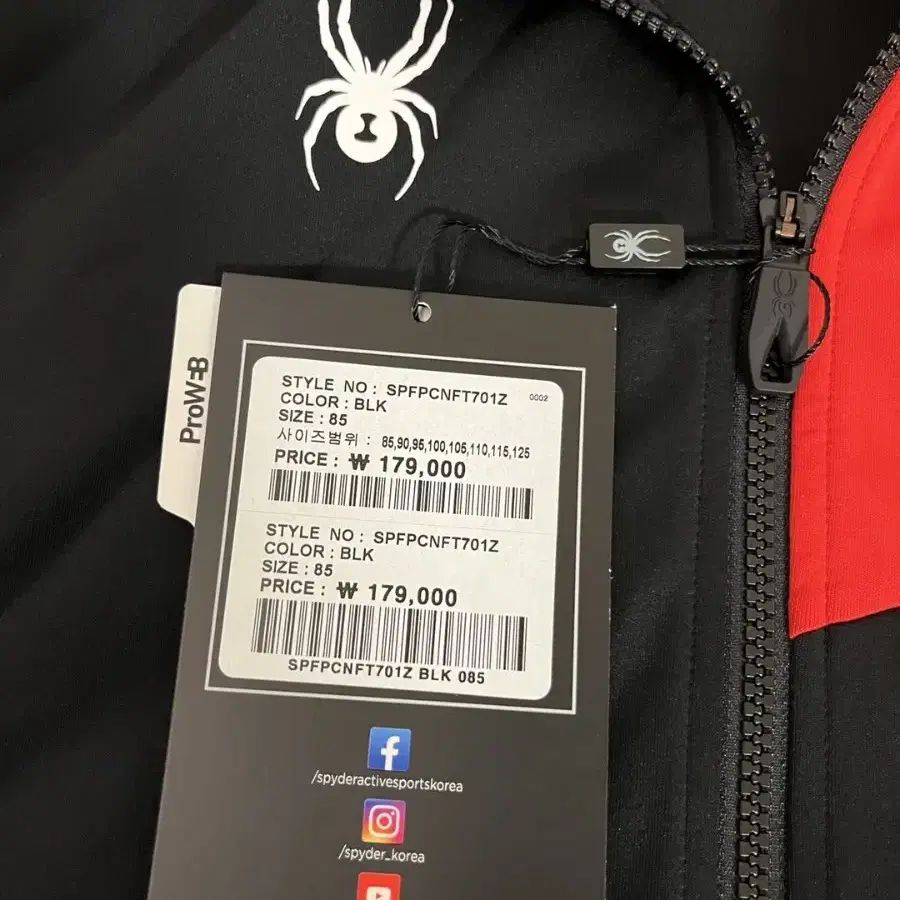 ProWEB
STYLE NO : SPFPCNFT701Z 0002
COLOR : BLK
SIZE : 85
사이즈범위 : 85,90,95,100,105,110,115,125
PRICE : ₩ 179,000
STYLE NO : SPFPCNFT701Z
COLOR : BLK
SIZE : 85
PRICE : ₩ 179,000
SPFPCNFT701Z BLK 085
/spyderactivesportskorea
/spyder_korea